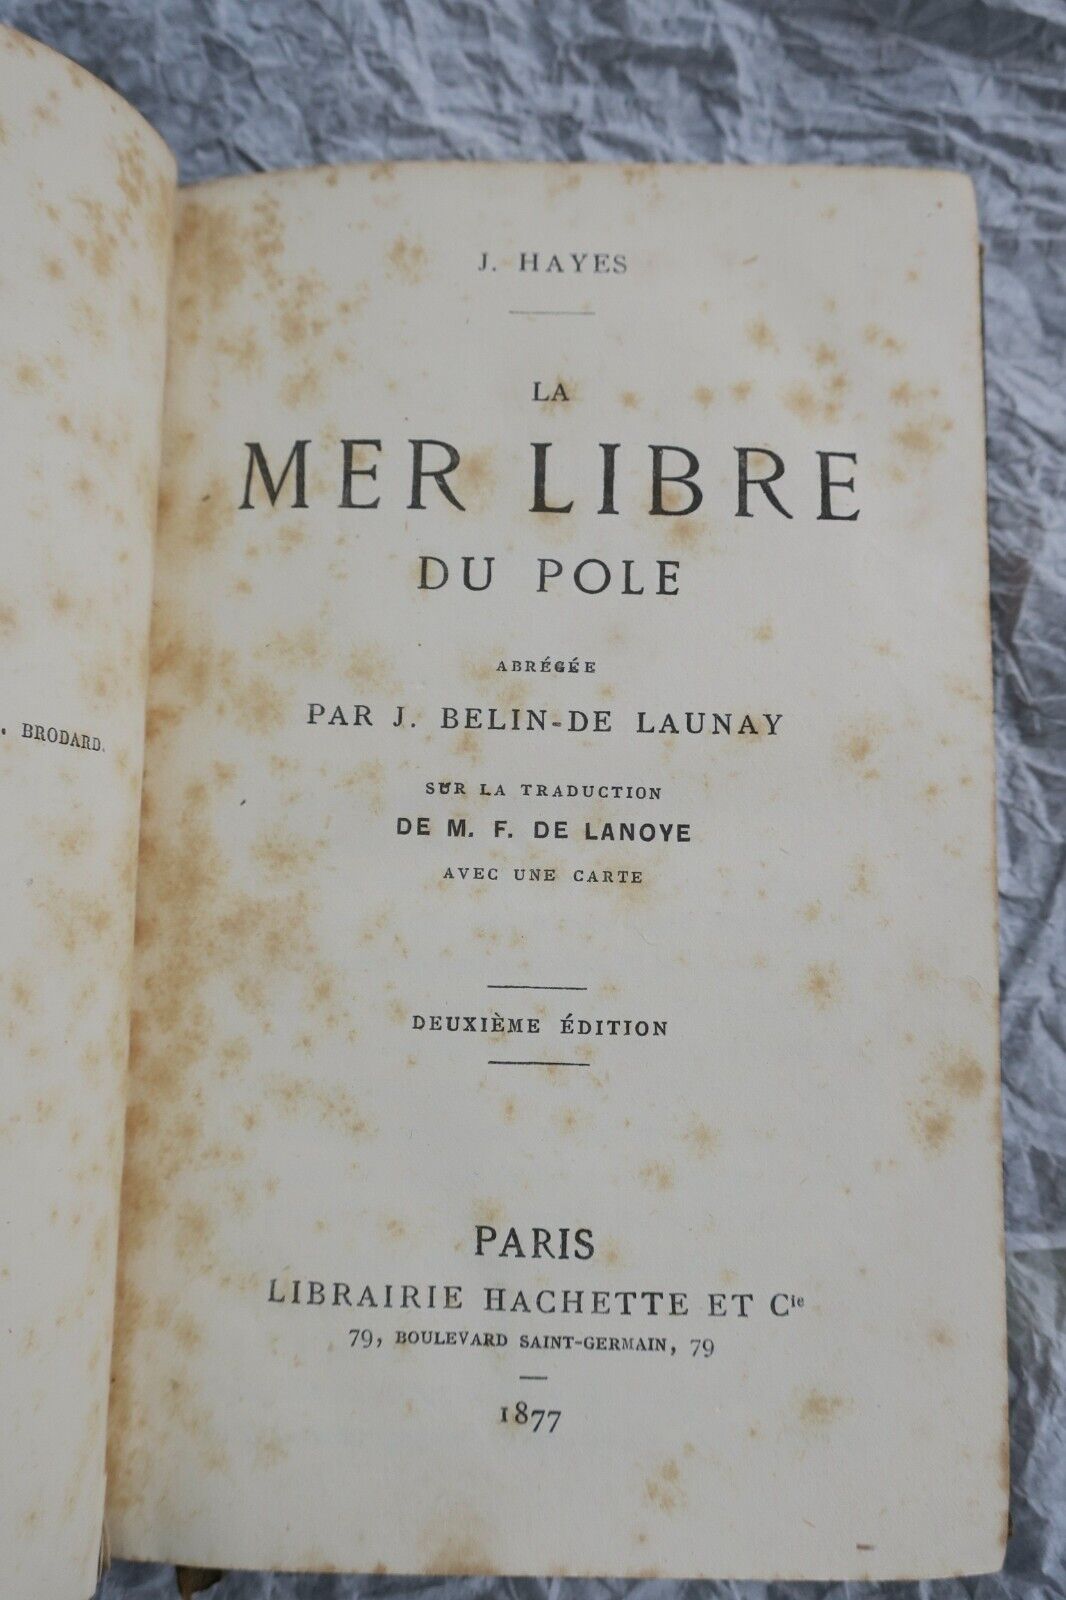 . BRODARD.
J. HAYES
LA
MER LIBRE
DU POLE
ABRÉGÉE
PAR J. BELIN-DE LAUNAY
SUR LA TRADUCTION
DE M. F. DE LANOYE
AVEC UNE CARTE
DEUXIÈME ÉDITION
PARIS
LIBRAIRIE HACHETTE ET Cie
79, BOULEVARD SAINT-GERMAIN, 79
1877